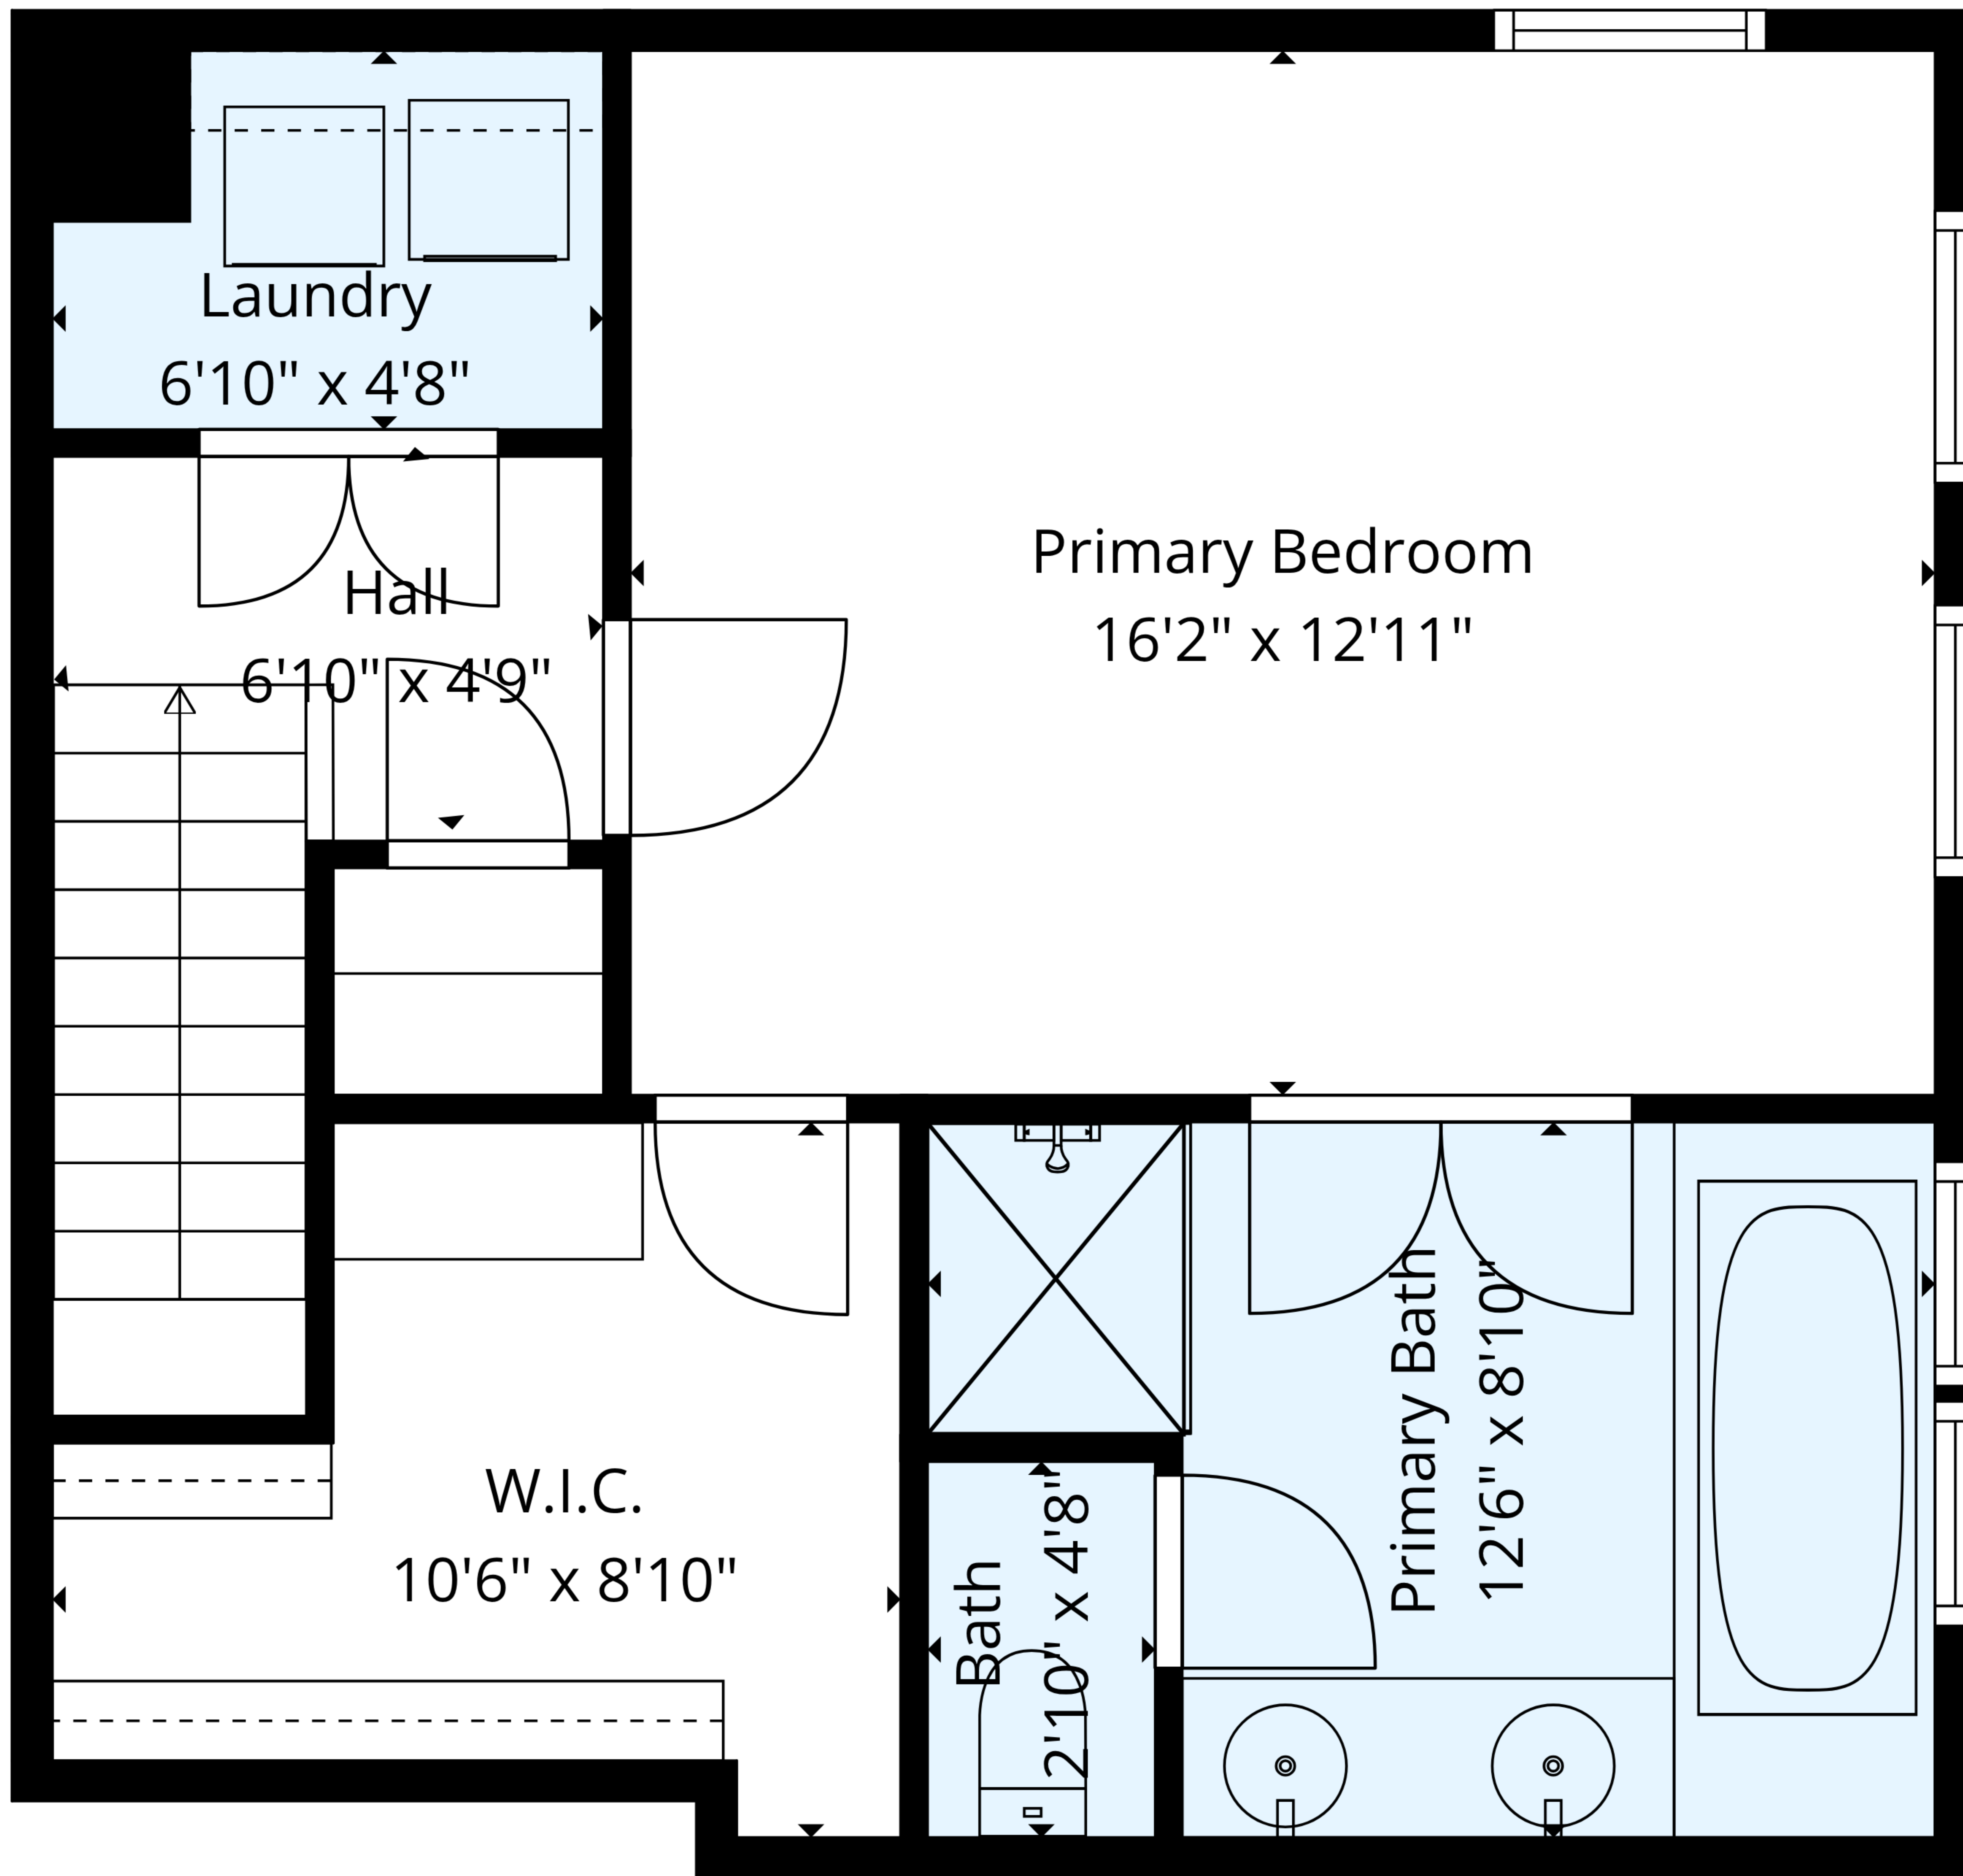 Laundry
6'10" x 4'8"
Hall
6'10" x 4'9"
Primary Bedroom
16'2" x 12'11"
W.I.C.
10'6" x 8'10"
Bath
2'10" x 4'8"
Primary Bath
12'6" x 8'10"